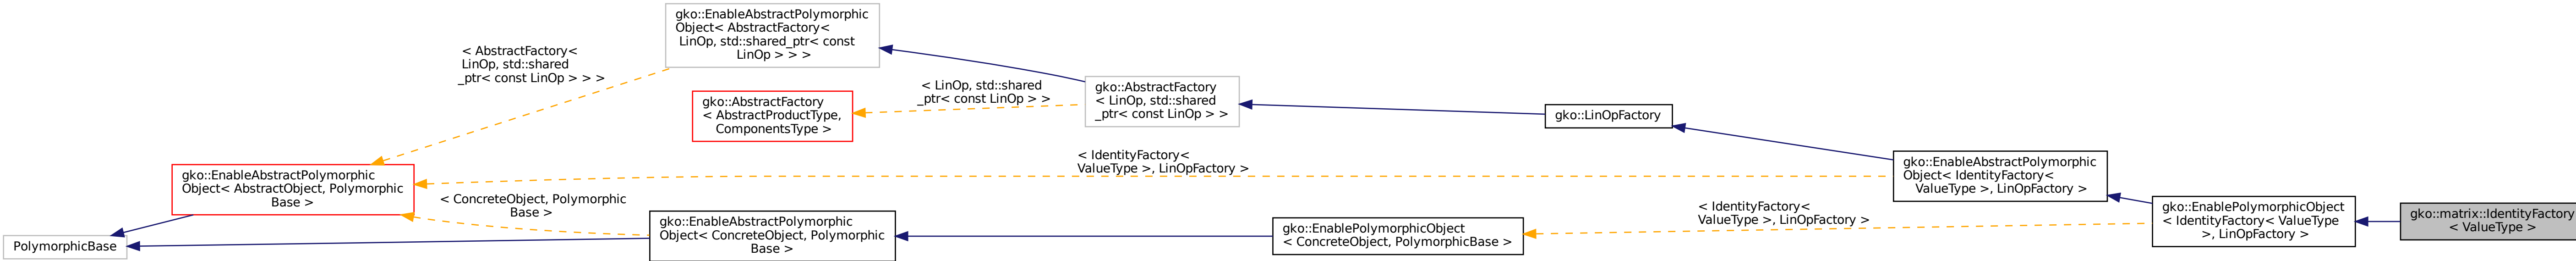 gko::EnableAbstractPolymorphic
Object< AbstractFactory<
LinOp, std::shared_ptr< const
LinOp > > >
< AbstractFactory<
LinOp, std::shared
_ptr< const LinOp > > >
gko::AbstractFactory
< AbstractProductType,
ComponentsType >
< LinOp, std::shared
_ptr< const LinOp > >
gko::AbstractFactory
< LinOp, std::shared
_ptr< const LinOp > >
gko::LinOpFactory
gko::EnableAbstractPolymorphic
Object< AbstractObject, Polymorphic
Base >
< IdentityFactory<
ValueType >, LinOpFactory >
gko::EnableAbstractPolymorphic
Object< IdentityFactory<
ValueType >, LinOpFactory >
< ConcreteObject, Polymorphic
Base >
PolymorphicBase
gko::EnableAbstractPolymorphic
Object< ConcreteObject, Polymorphic
Base >
gko::EnablePolymorphicObject
< ConcreteObject, PolymorphicBase >
< IdentityFactory<
ValueType >, LinOpFactory >
gko::EnablePolymorphicObject
< IdentityFactory< ValueType
>, LinOpFactory >
gko::matrix::IdentityFactory
< ValueType >